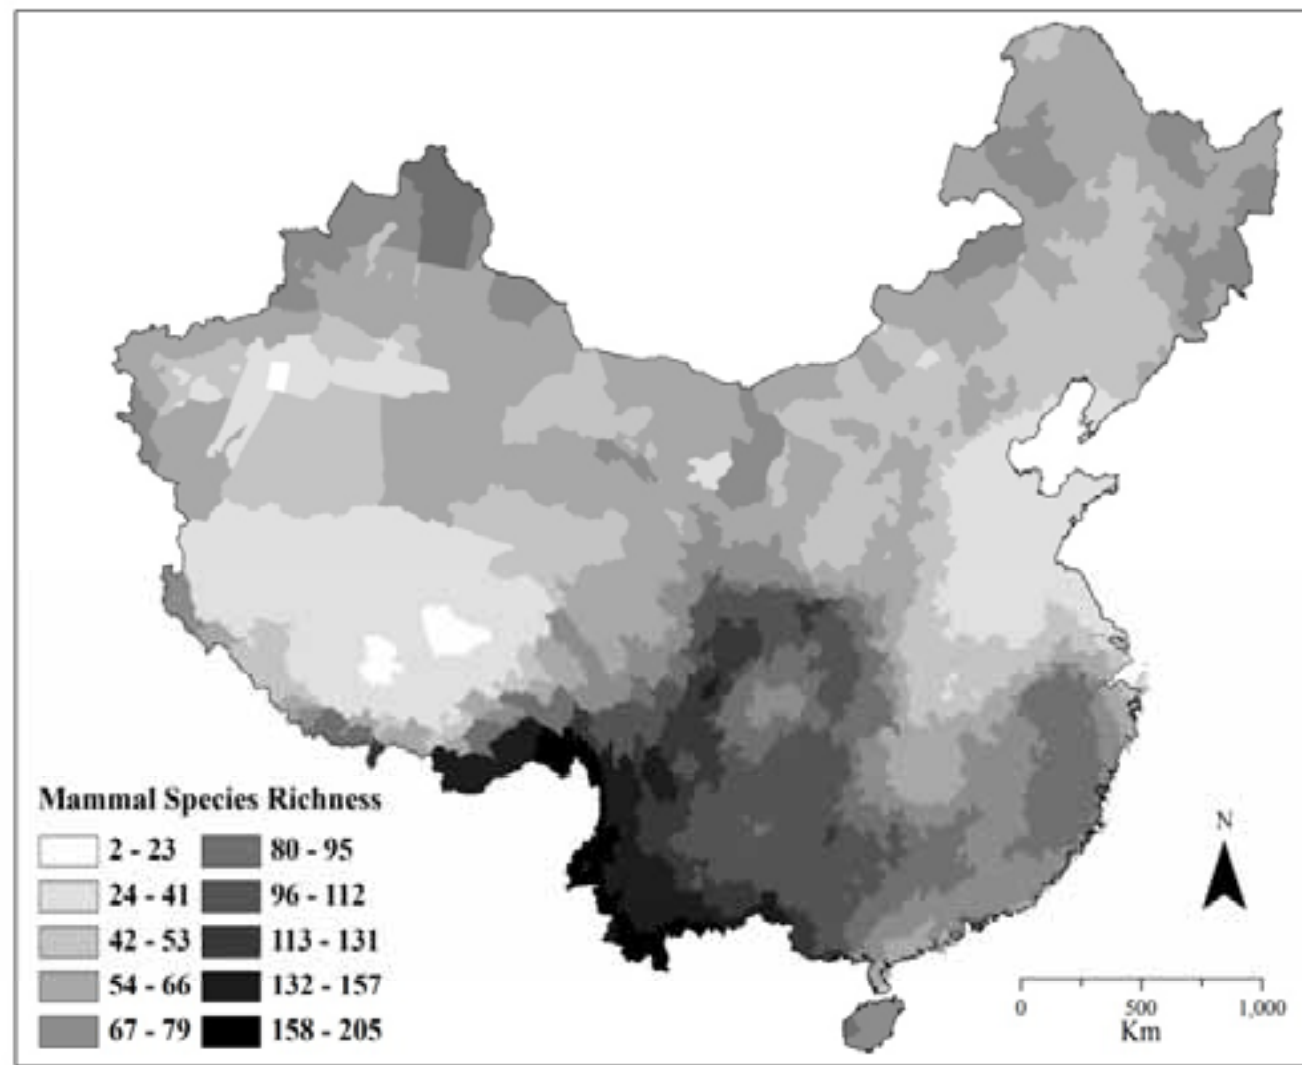 Mammal Species Richness
2 - 23
24 - 41
42 - 53
54 - 66
67 - 79
80 - 95
96 - 112
113 - 131
132 - 157
158 - 205
N
0 500 1,000
Km